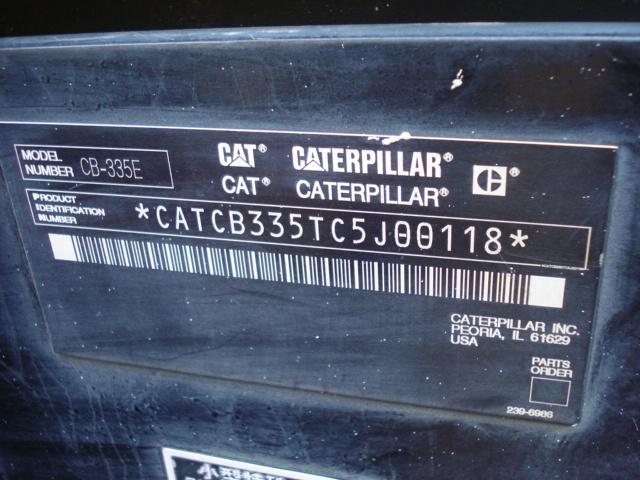 MODEL NUMBER CB-335E
CAT® CATERPILLAR®
CAT® CATERPILLAR®
C
PRODUCT IDENTIFICATION NUMBER *CATCB335TC5J00118*
CATERPILLAR INC.
PEORIA, IL 61629
USA
PARTS ORDER
239-6986